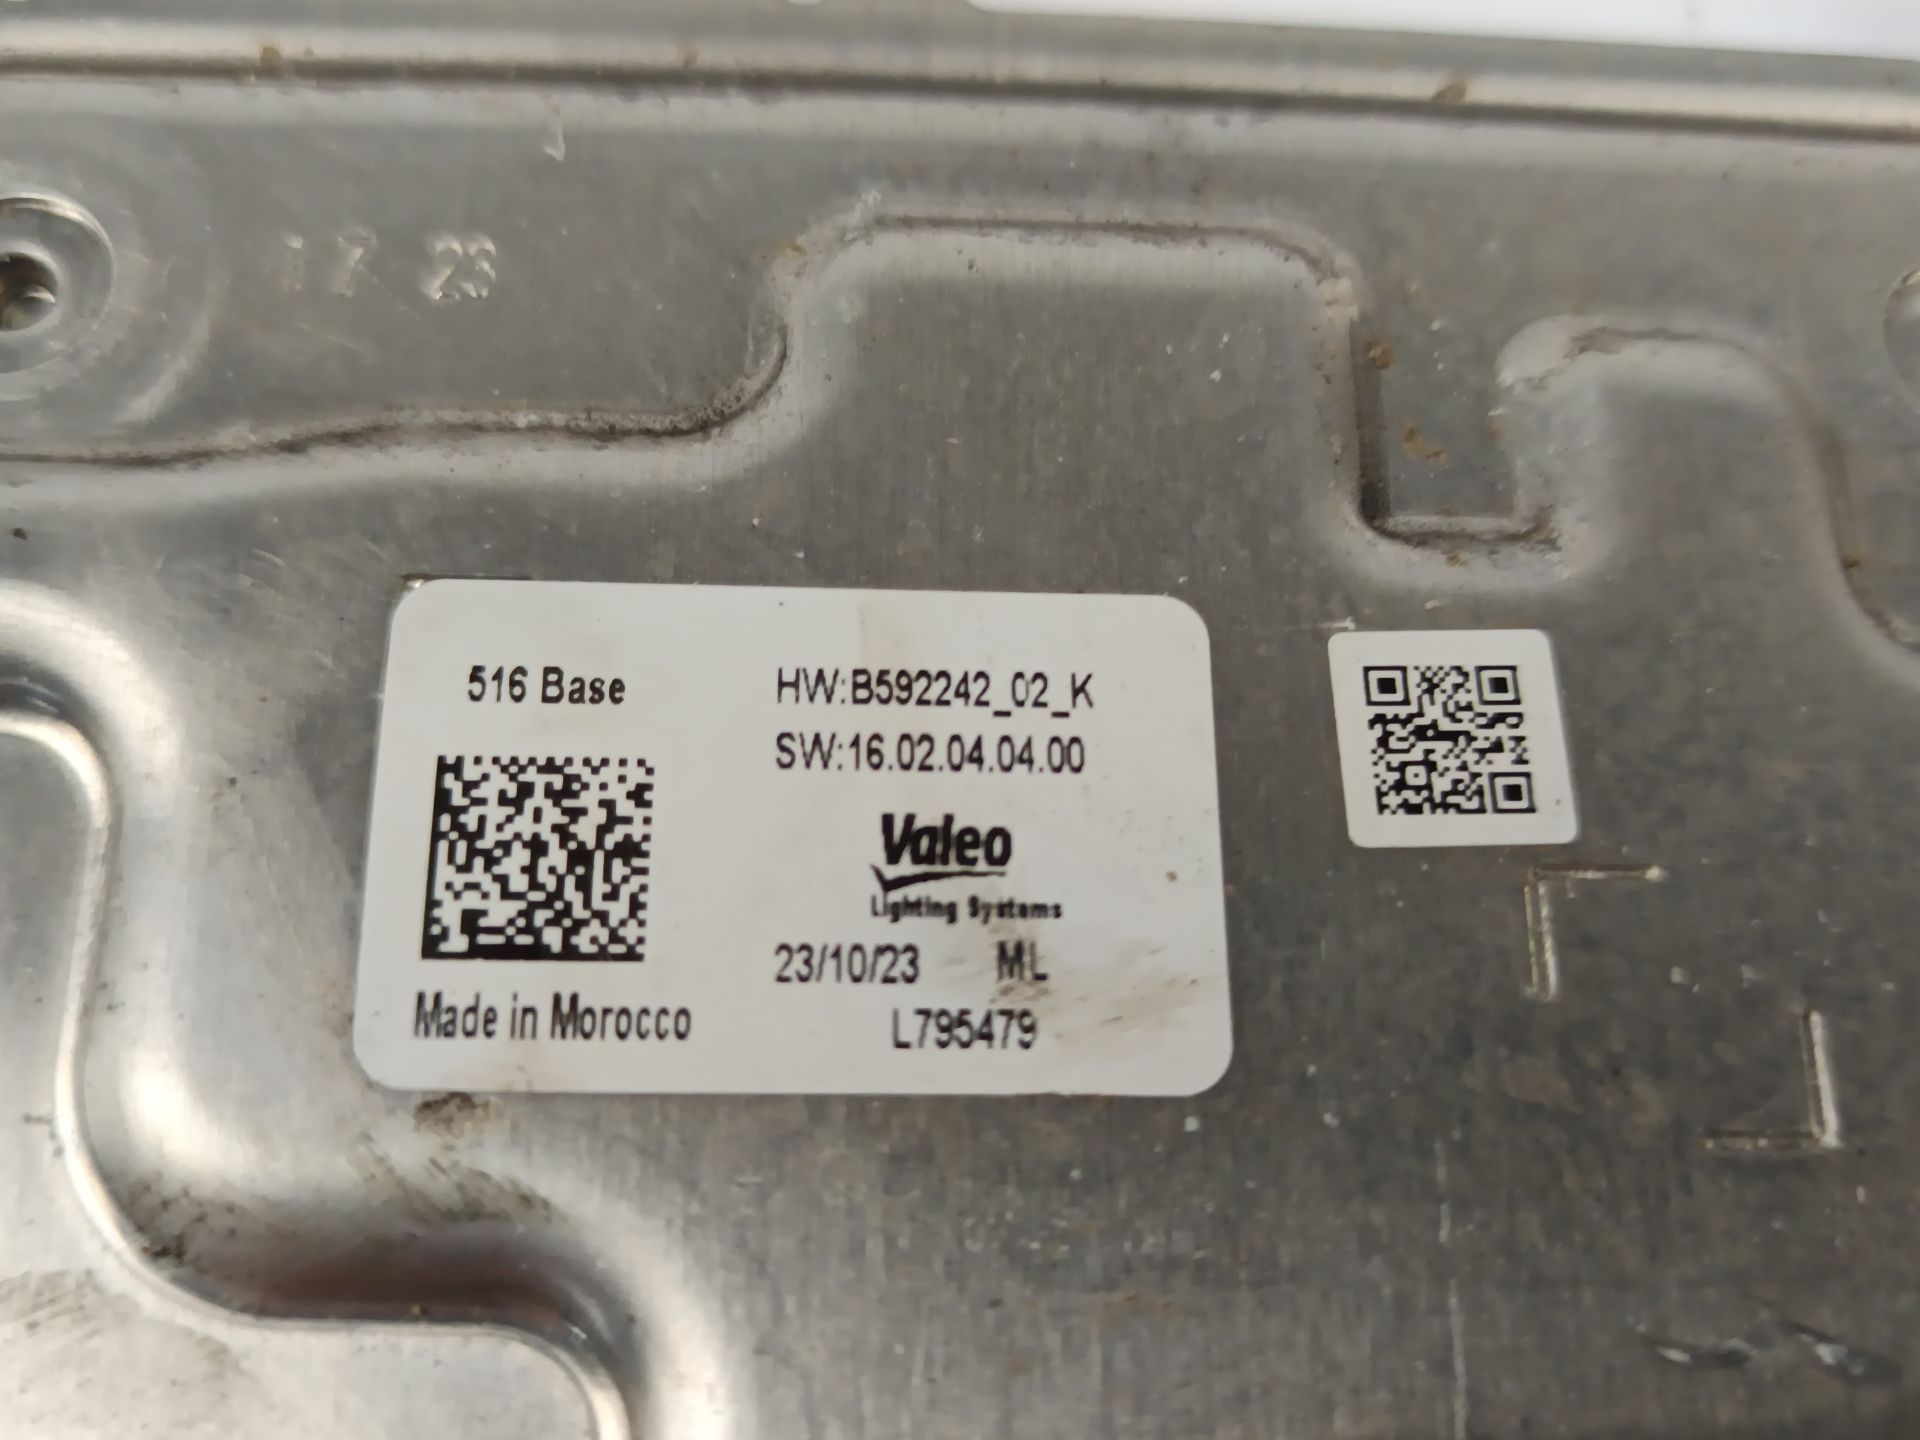 17 23
516 Base
HW:B592242_02_K
SW:16.02.04.04.00
Valeo
Lighting Systems
23/10/23 ML
Made in Morocco
L795479